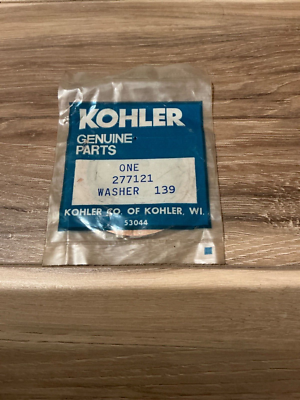 KOHLER
GENUINE
PARTS
ONE
277121
WASHER 139
KOHLER CO. OF KOHLER, WI.
53044